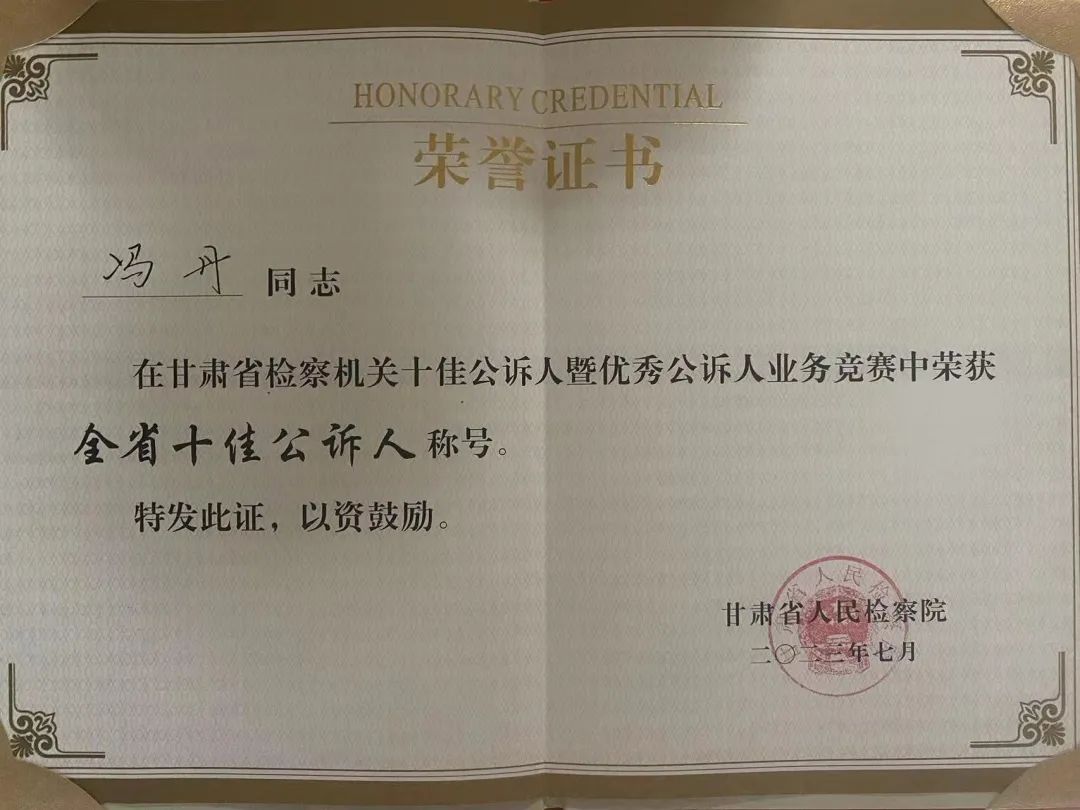 HONORARY CREDENTIAL
荣誉证书
冯丹 同志
在甘肃省检察机关十佳公诉人暨优秀公诉人业务竞赛中荣获
全省十佳公诉人称号。
特发此证，以资鼓励。
甘肃省人民检察院
二〇二三年七月